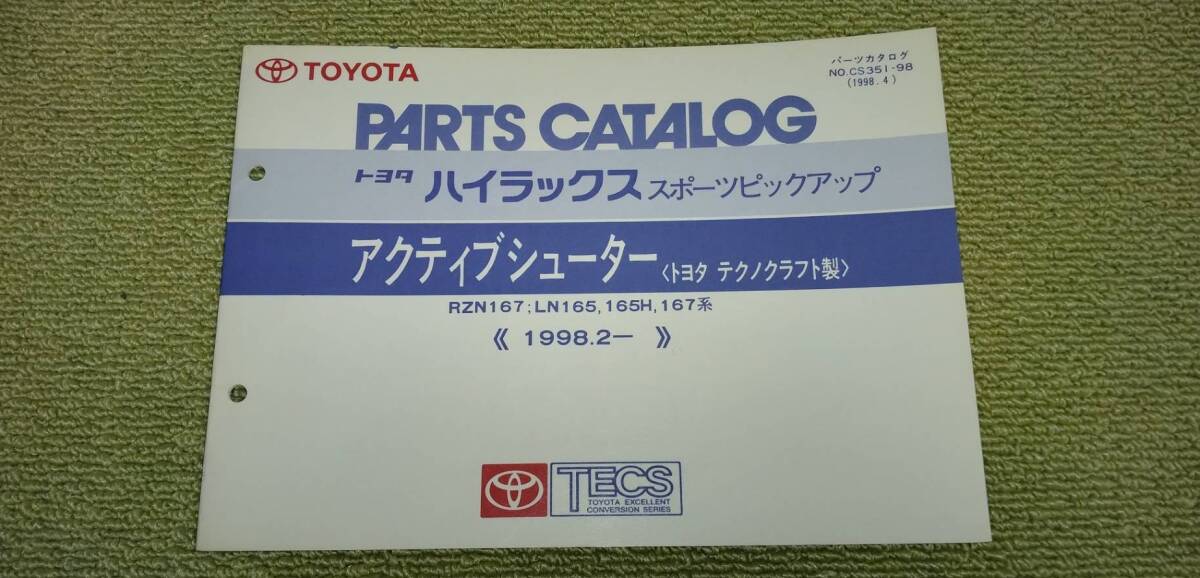 TOYOTA
パーツカタログ
NO.CS351-98
(1998.4)
PARTS CATALOG
トヨタ ハイラックス スポーツピックアップ
アクティブシューター〈トヨタ テクノクラフト製〉
RZN167;LN165,165H,167系
《 1998.2— 》
TECS
TOYOTA EXCELLENT
CONVERSION SERIES